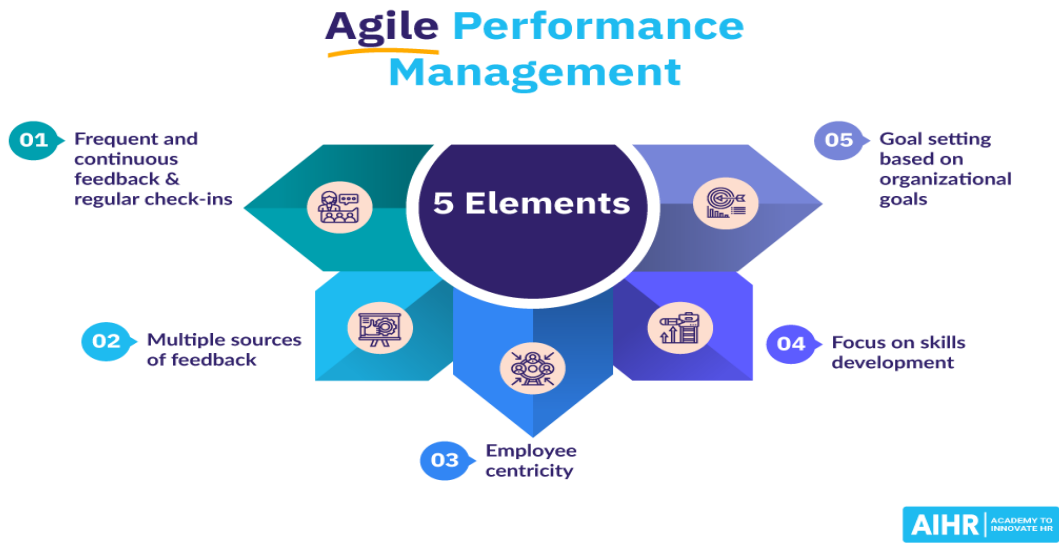 Agile Performance
Management
01
Frequent and
continuous
feedback &
regular check-ins
5 Elements
05
Goal setting
based on
organizational
goals
02
Multiple sources
of feedback
04
Focus on skills
development
03
Employee
centricity
AIHR
ACADEMY TO
INNOVATE HR